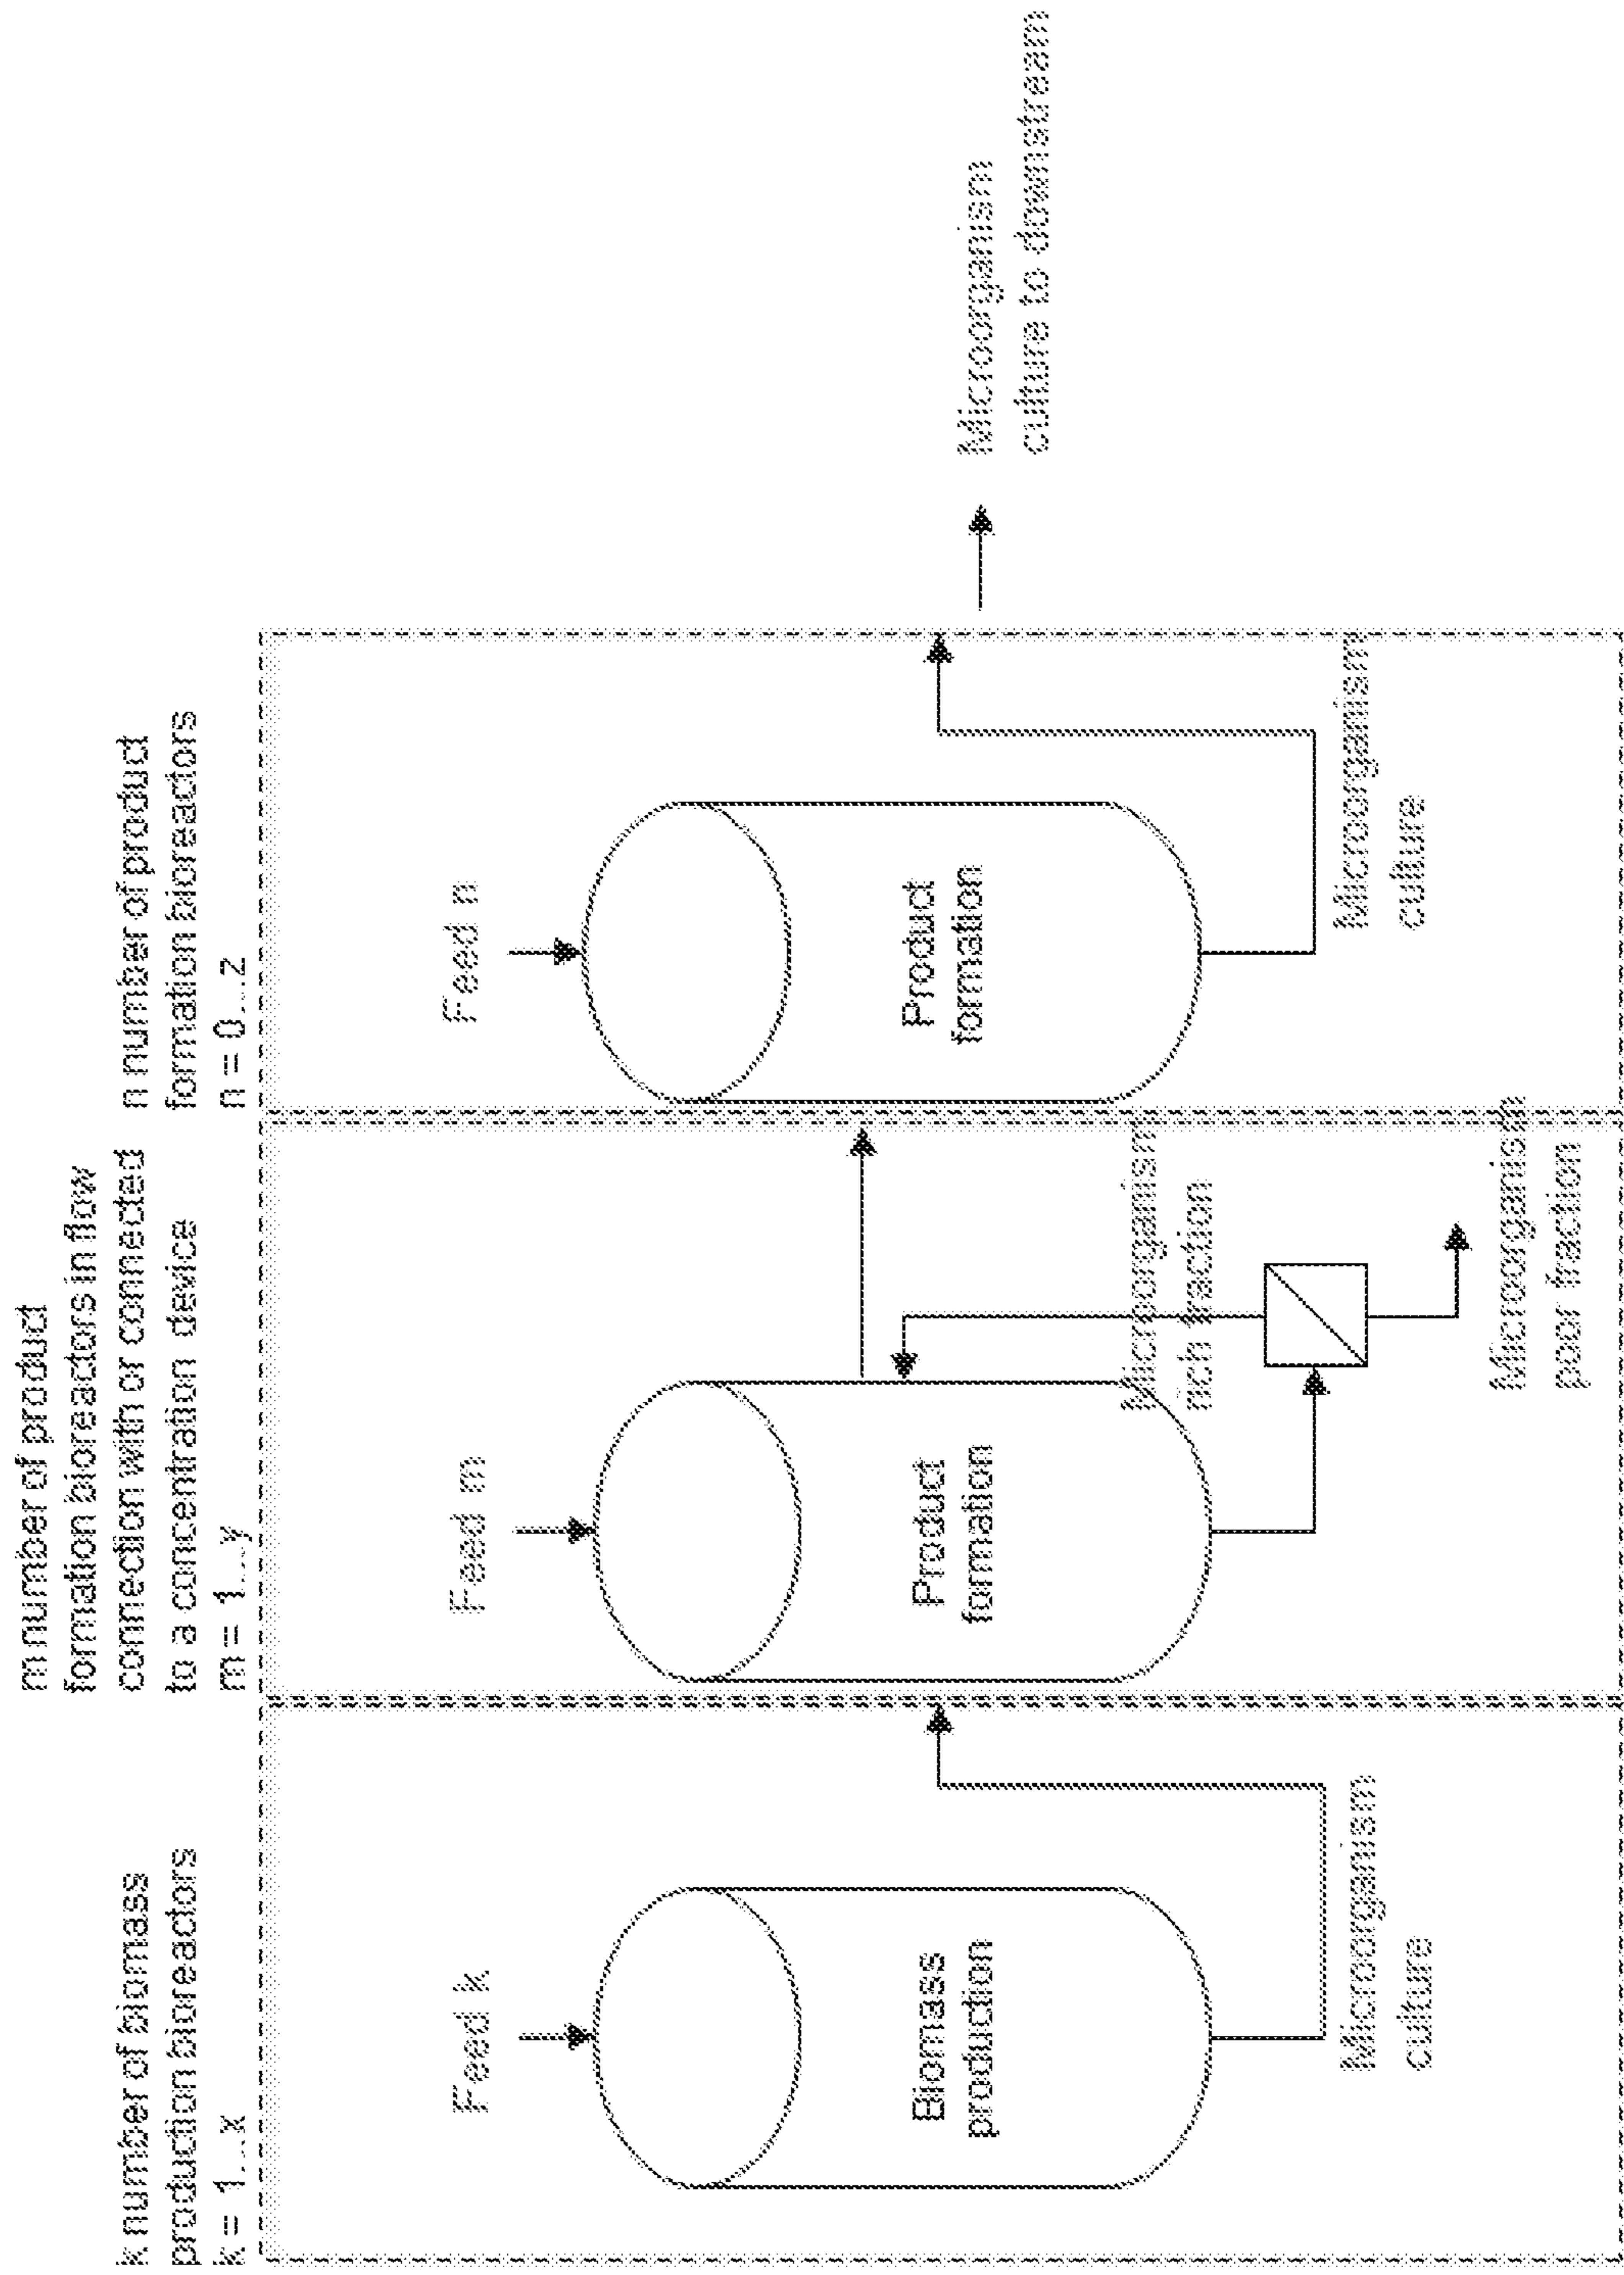 k number of biomass
production bioreactors
k = 1...x
m number of product
formation bioreactors in flow
connection with or connected
to a concentration device
m = 1...y
n number of product
formation bioreactors
n = 0...z
Feed k
Biomass
production
Microorganism
culture
Feed m
Product
formation
Microorganism
rich fraction
Microorganism
poor fraction
Feed n
Product
formation
Microorganism
culture
Microorganism
culture to downstream